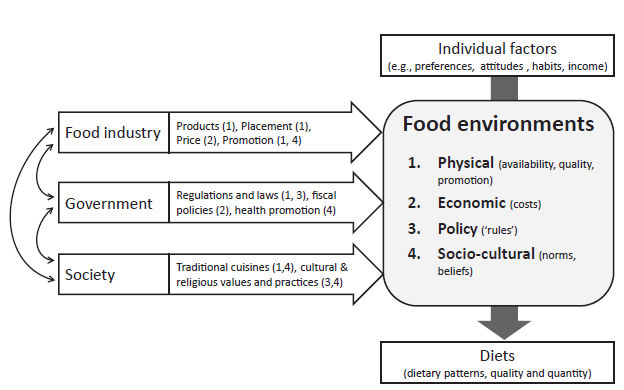 Individual factors
(e.g., preferences, attitudes , habits, income)
Food industry
Products (1), Placement (1),
Price (2), Promotion (1, 4)
Government
Regulations and laws (1, 3), fiscal
policies (2), health promotion (4)
Society
Traditional cuisines (1,4), cultural &
religious values and practices (3,4)
Food environments
1. Physical (availability, quality,
promotion)
2. Economic (costs)
3. Policy (‘rules’)
4. Socio-cultural (norms,
beliefs)
Diets
(dietary patterns, quality and quantity)